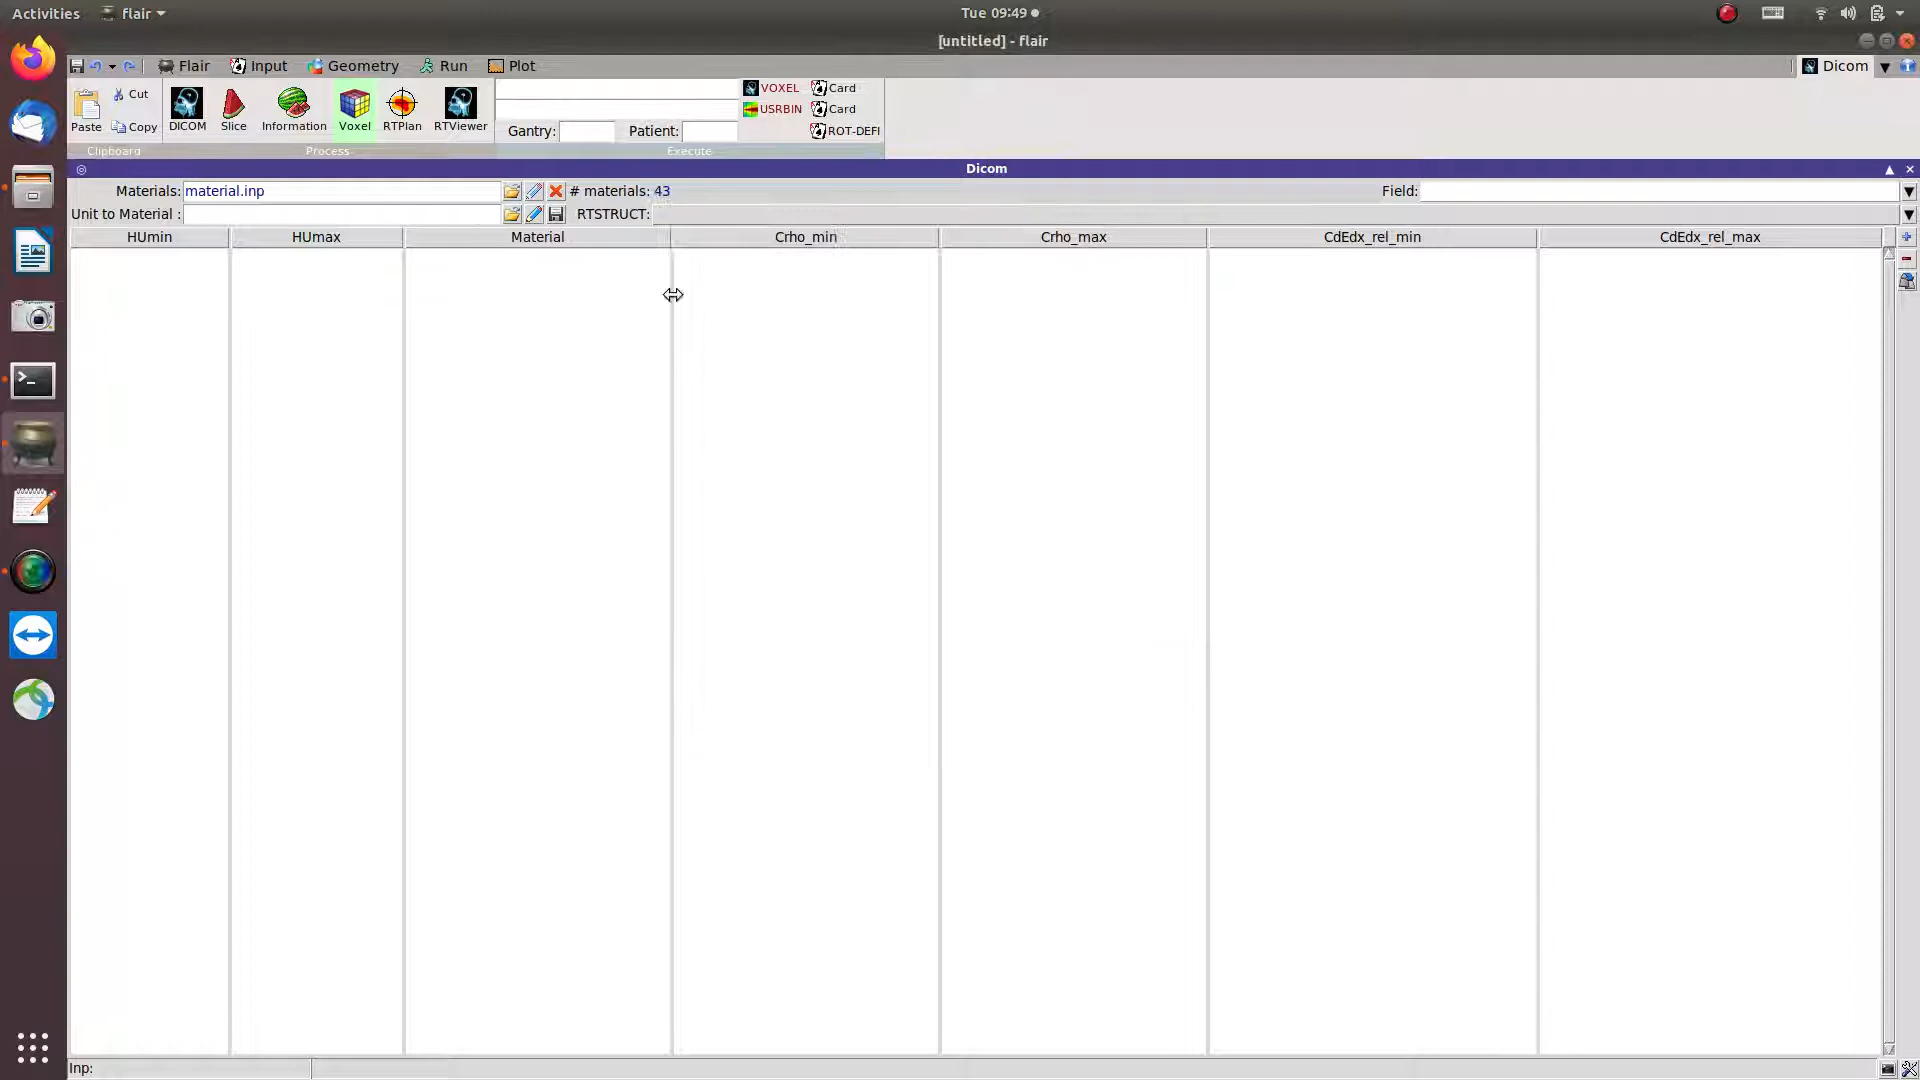 Activities flair Tue 09:49
[untitled] - flair
Flair Input Geometry Run Plot Dicom
Paste Cut Copy
DICOM Slice Information Voxel RTPlan RTViewer
VOXEL Card
USRBIN Card
Gantry: Patient: ROT-DEFI
Clipboard Process Execute
Dicom
Materials: material.inp # materials: 43 Field:
Unit to Material : RTSTRUCT:
HUmin HUmax Material Crho_min Crho_max CdEdx_rel_min CdEdx_rel_max
Inp: